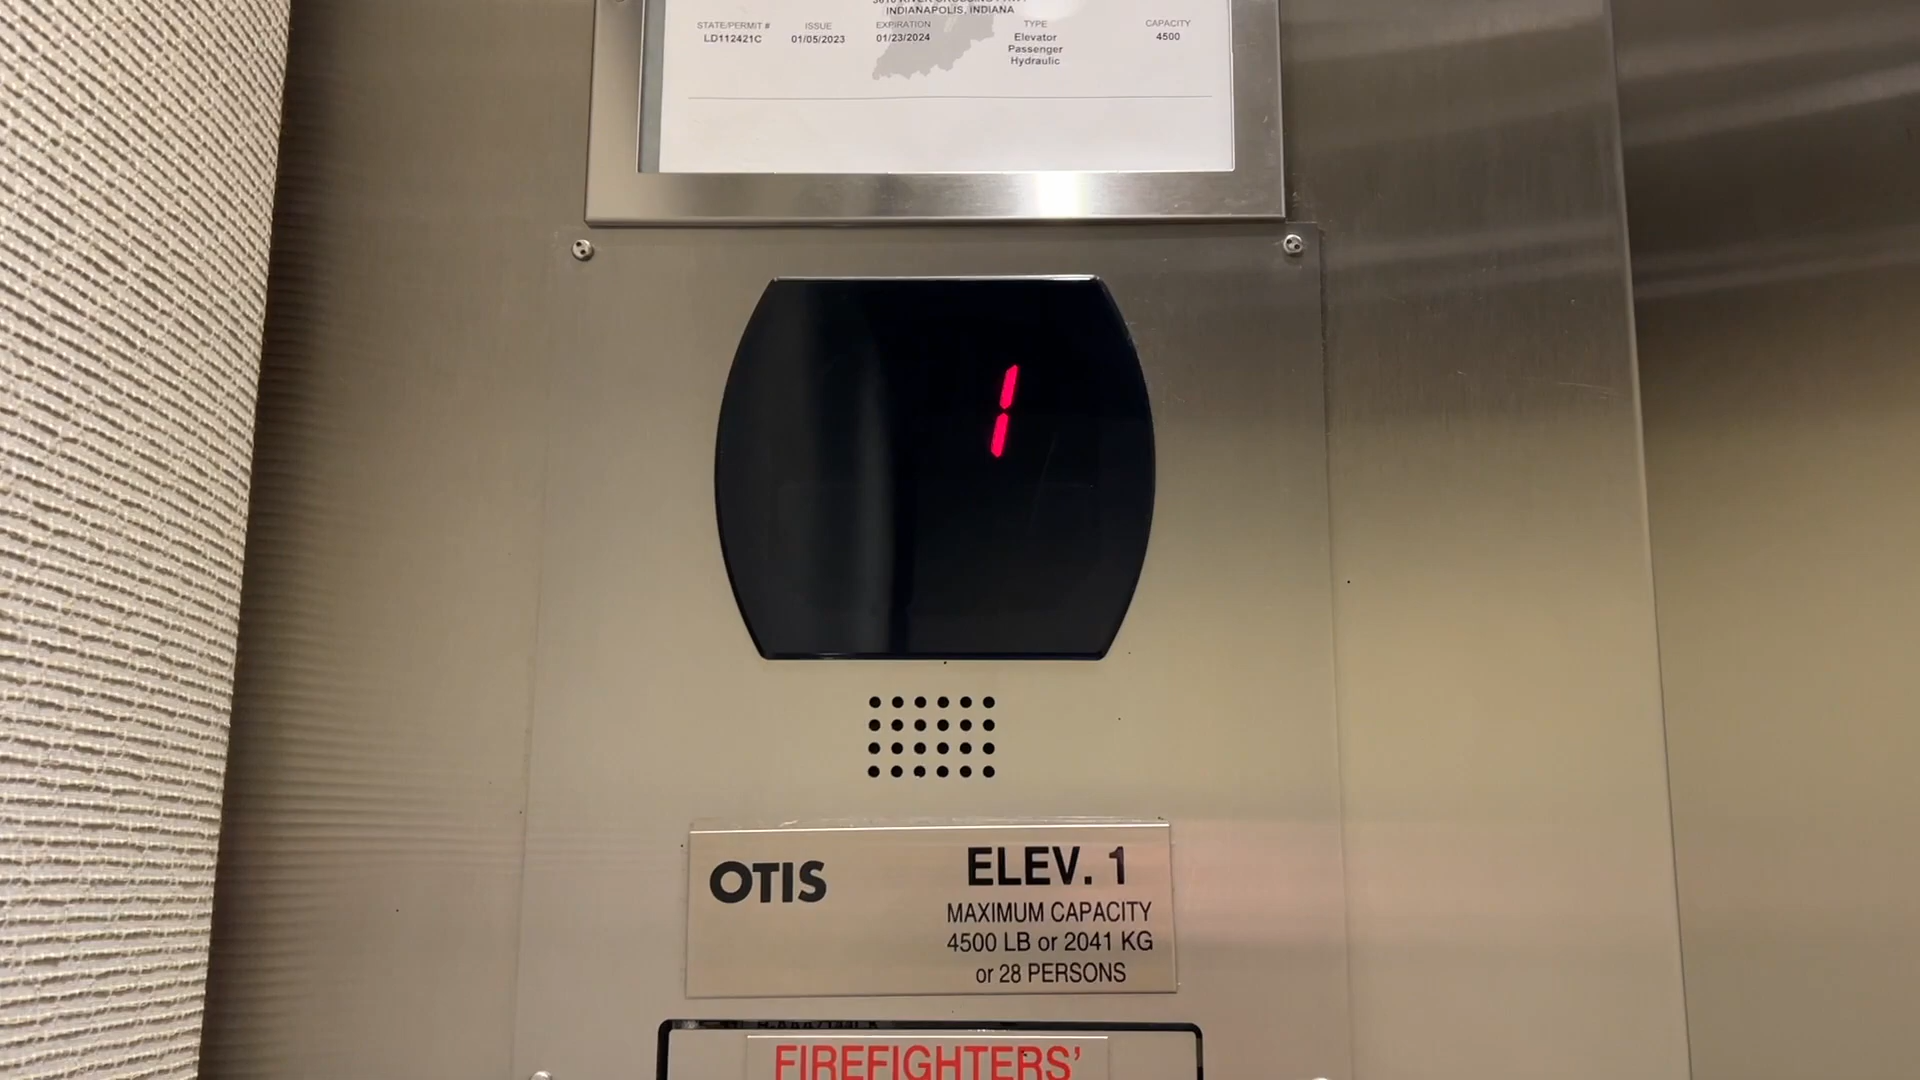 INDIANAPOLIS, INDIANA
STATE/PERMIT # ISSUE EXPIRATION TYPE CAPACITY
LD112421C 01/05/2023 01/23/2024 Elevator 4500
Passenger
Hydraulic
1
OTIS ELEV. 1
MAXIMUM CAPACITY
4500 LB or 2041 KG
or 28 PERSONS
FIREFIGHTERS'